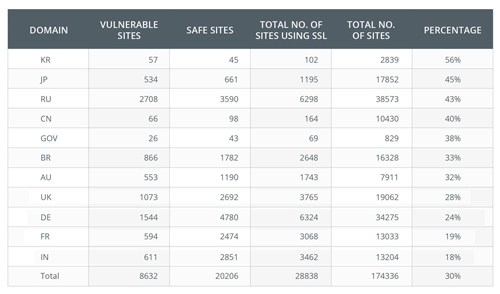 DOMAIN VULNERABLE SITES SAFE SITES TOTAL NO. OF SITES USING SSL TOTAL NO. OF SITES PERCENTAGE
KR 57 45 102 2839 56%
JP 534 661 1195 17852 45%
RU 2708 3590 6298 38573 43%
CN 66 98 164 10430 40%
GOV 26 43 69 829 38%
BR 866 1782 2648 16328 33%
AU 553 1190 1743 7911 32%
UK 1073 2692 3765 19062 28%
DE 1544 4780 6324 34275 24%
FR 594 2474 3068 13033 19%
IN 611 2851 3462 13204 18%
Total 8632 20206 28838 174336 30%